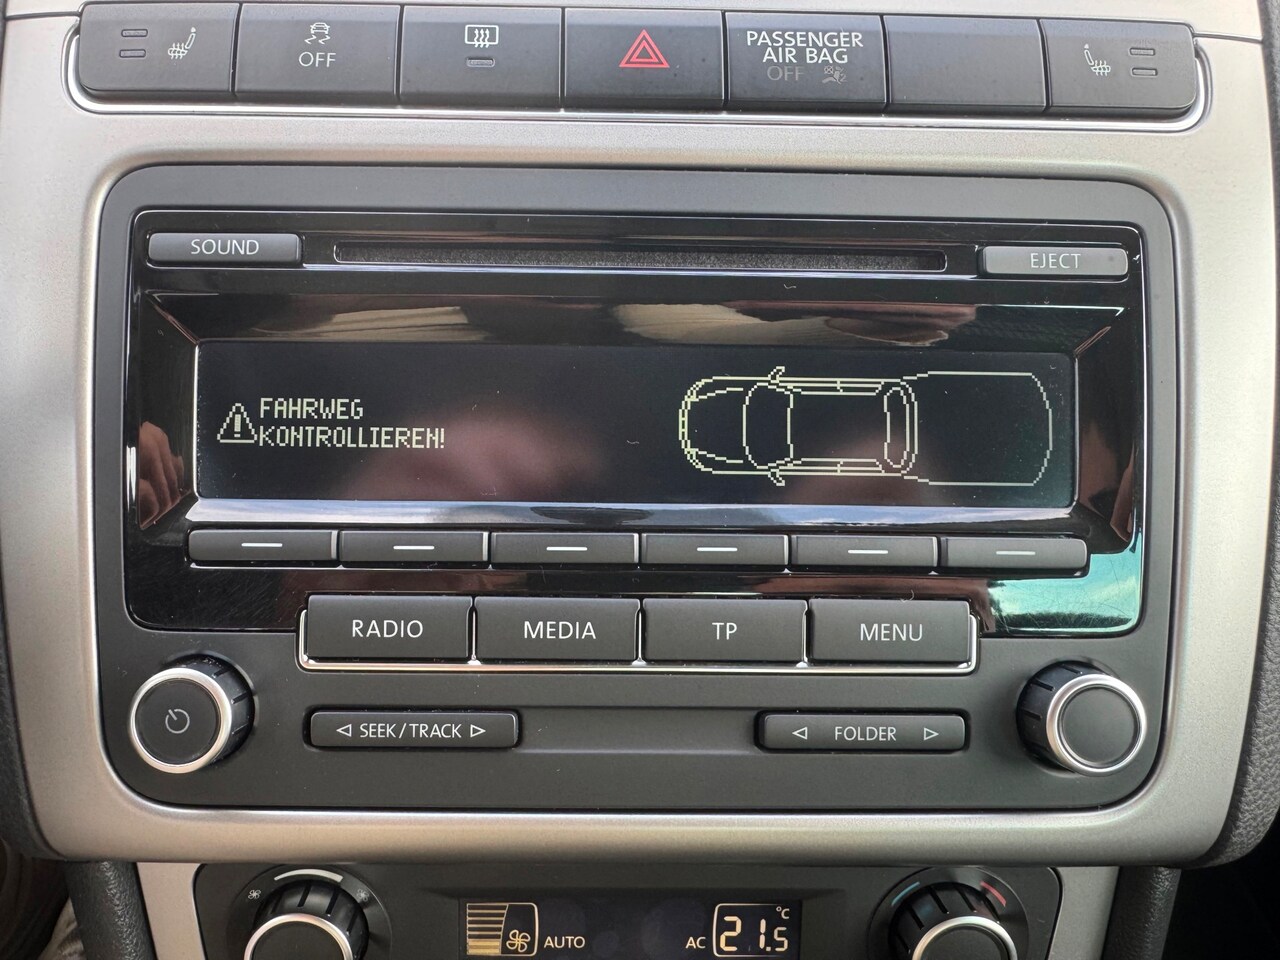 OFF
PASSENGER
AIR BAG
OFF
SOUND
EJECT
FAHRWEG
KONTROLLIEREN!
RADIO
MEDIA
TP
MENU
SEEK/TRACK
FOLDER
AUTO
AC
21.5 °C